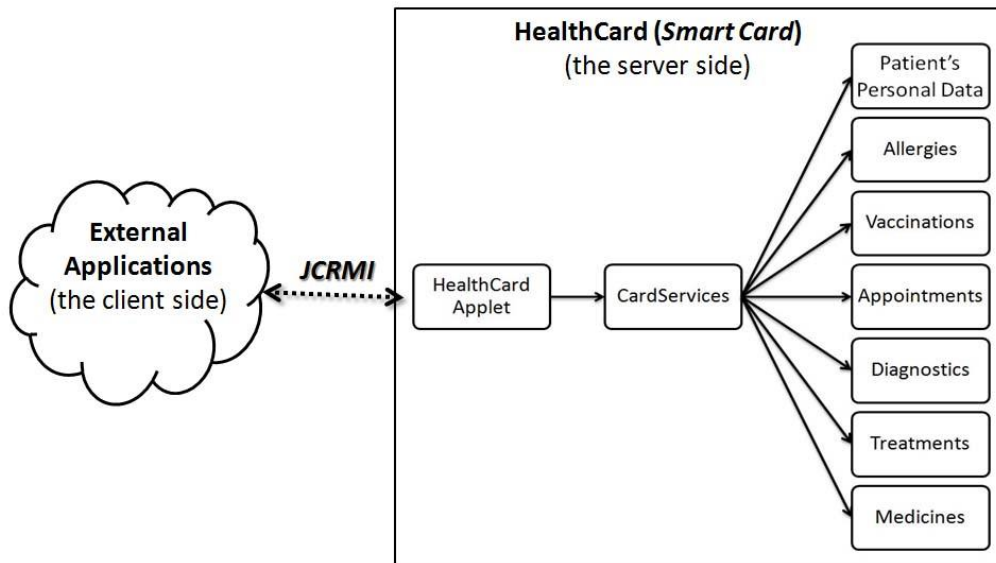 HealthCard (Smart Card)
(the server side)
External
Applications
(the client side)
JCRMI
HealthCard
Applet
CardServices
Patient's
Personal Data
Allergies
Vaccinations
Appointments
Diagnostics
Treatments
Medicines